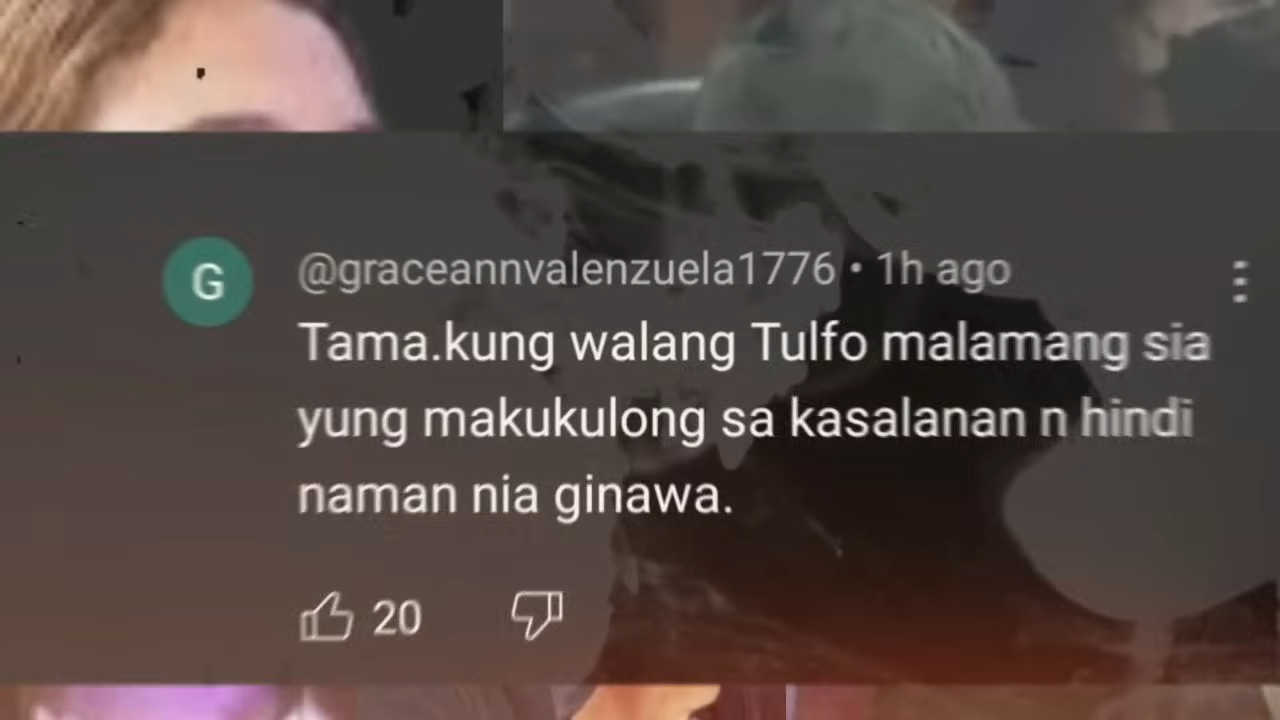 G
@graceannvalenzuela1776 • 1h ago
Tama.kung walang Tulfo malamang sia
yung makukulong sa kasalanan n hindi
naman nia ginawa.
20